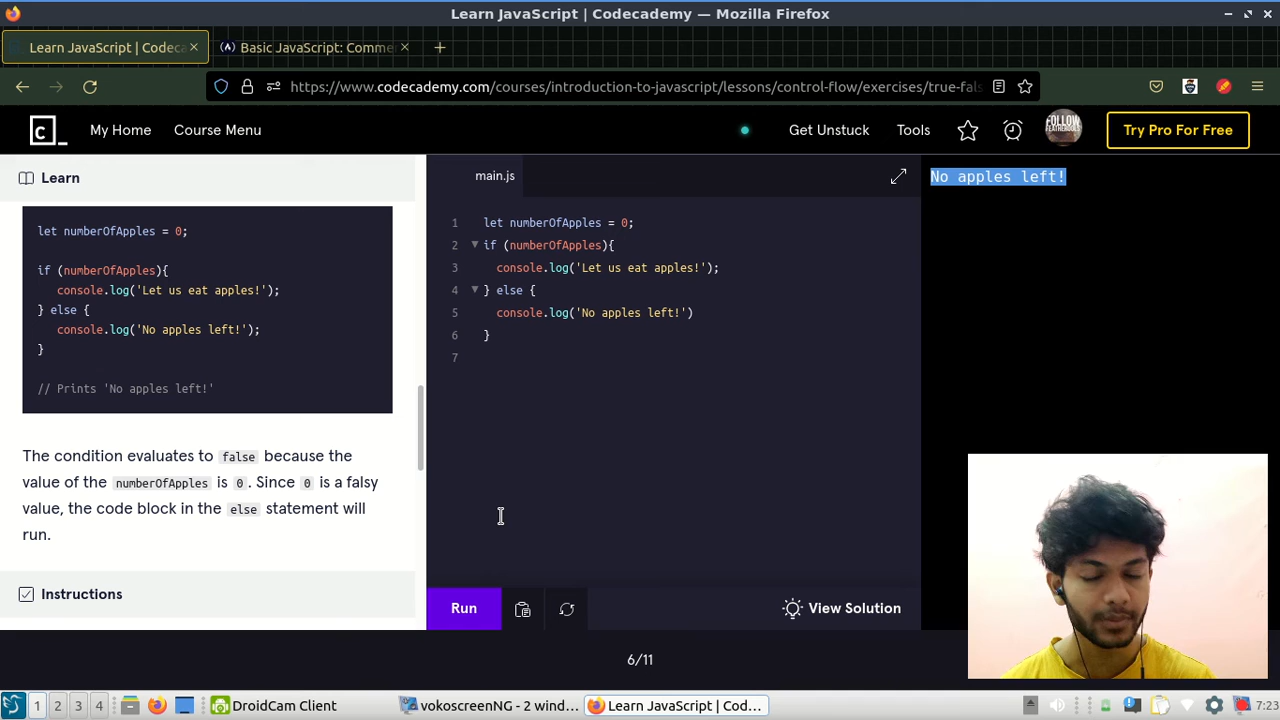 Learn JavaScript | Codecademy — Mozilla Firefox
Learn JavaScript | Codeca
Basic JavaScript: Comme
https://www.codecademy.com/courses/introduction-to-javascript/lessons/control-flow/exercises/true-fals
c_
My Home
Course Menu
Get Unstuck
Tools
FOLLOW
Try Pro For Free
Learn
let numberOfApples = 0;
if (numberOfApples){
console.log('Let us eat apples!');
} else {
console.log('No apples left!');
}
// Prints 'No apples left!'
The condition evaluates to false because the
value of the numberOfApples is 0. Since 0 is a falsy
value, the code block in the else statement will
run.
Instructions
main.js
1 let numberOfApples = 0;
2 if (numberOfApples){
3 console.log('Let us eat apples!');
4 } else {
5 console.log('No apples left!')
6 }
7
Run
View Solution
No apples left!
6/11
1
2
3
4
DroidCam Client
vokoscreenNG - 2 wind...
Learn JavaScript | Cod...
7:23